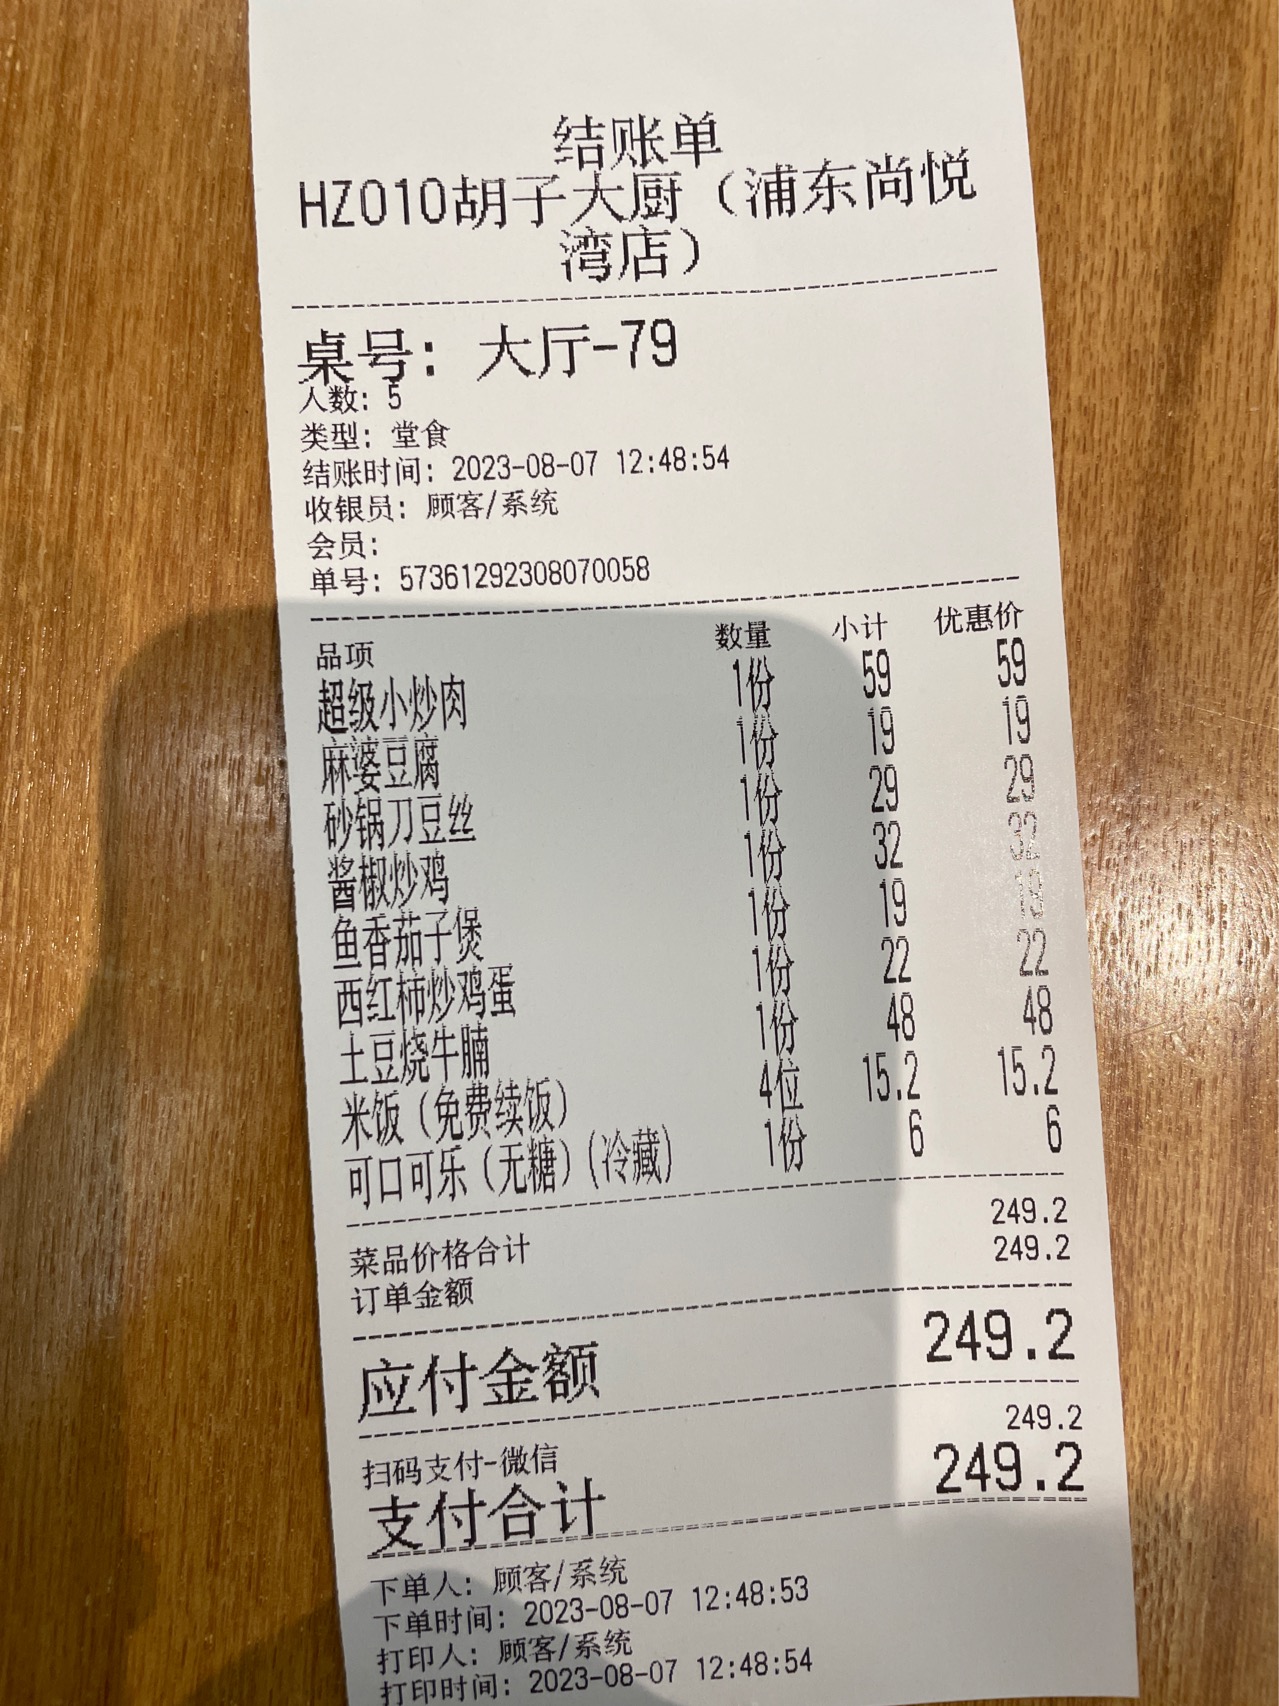 结账单
HZ010胡子大厨（浦东尚悦
湾店）
桌号：大厅-79
人数：5
类型：堂食
结账时间：2023-08-07 12:48:54
收银员：顾客/系统
会员：
单号：573612922308070058
品项 数量 小计 优惠价
超级小炒肉 1份 59 59
麻婆豆腐 1份 19 19
砂锅刀豆丝 1份 29 29
酱椒炒鸡 1份 32 32
鱼香茄子煲 1份 19 19
西红柿炒鸡蛋 1份 22 22
土豆烧牛腩 1份 48 48
米饭（免费续饭） 4位 15.2 15.2
可口可乐（无糖）（冷藏） 1份 6 6
菜品价格合计 249.2
订单金额 249.2
应付金额 249.2
扫码支付-微信 249.2
支付合计 249.2
下单人：顾客/系统
下单时间：2023-08-07 12:48:53
打印人：顾客/系统
打印时间：2023-08-07 12:48:54